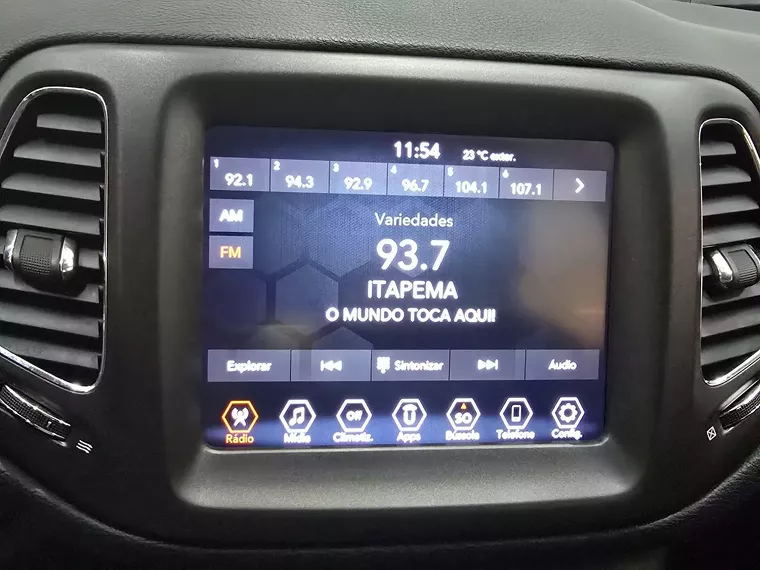 11:54 23 °C exter.
1 92.1 2 94.3 3 92.9 4 96.7 5 104.1 6 107.1
AM
FM
Variedades
93.7
ITAPEMA
O MUNDO TOCA AQUI!
Explorar Sintonizar Áudio
Off SO
Rádio Mídia Climatiz. Apps Bússola Telefone Config.